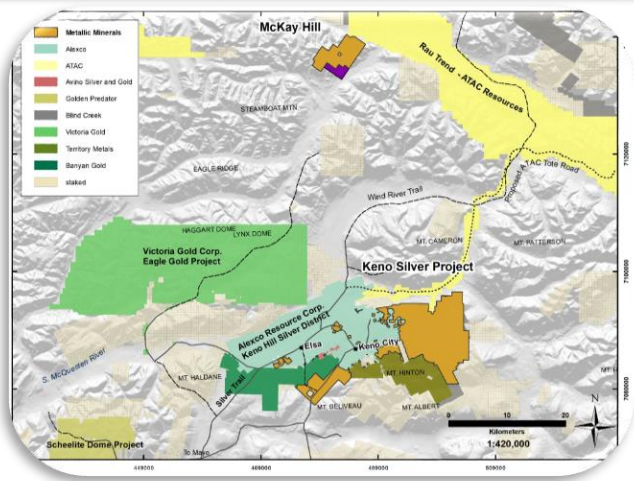 McKay Hill
Metallic Minerals
Alexco
ATAC
Avino Silver and Gold
Golden Predator
Blind Creek
Victoria Gold
Territory Metals
Banyan Gold
staked
Rau Trend - ATAC Resources
STEAMBOAT MTN
EAGLE RIDGE
Wind River Trail
Proposed ATAC Tote Road
HAGGART DOME
LYNX DOME
MT. CAMERON
MT. PATTERSON
Victoria Gold Corp.
Eagle Gold Project
Keno Silver Project
Alexco Resource Corp.
Keno Hill Silver District
Elsa
Keno City
S. McQuesten River
MT. HALDANE
Silver Trail
MT. HINTON
MT. BELIVEAU
MT. ALBERT
MT. H
N
0 10 20
Kilometers
1:420,000
Scheelite Dome Project
To Mayo
7120000
7100000
7080000